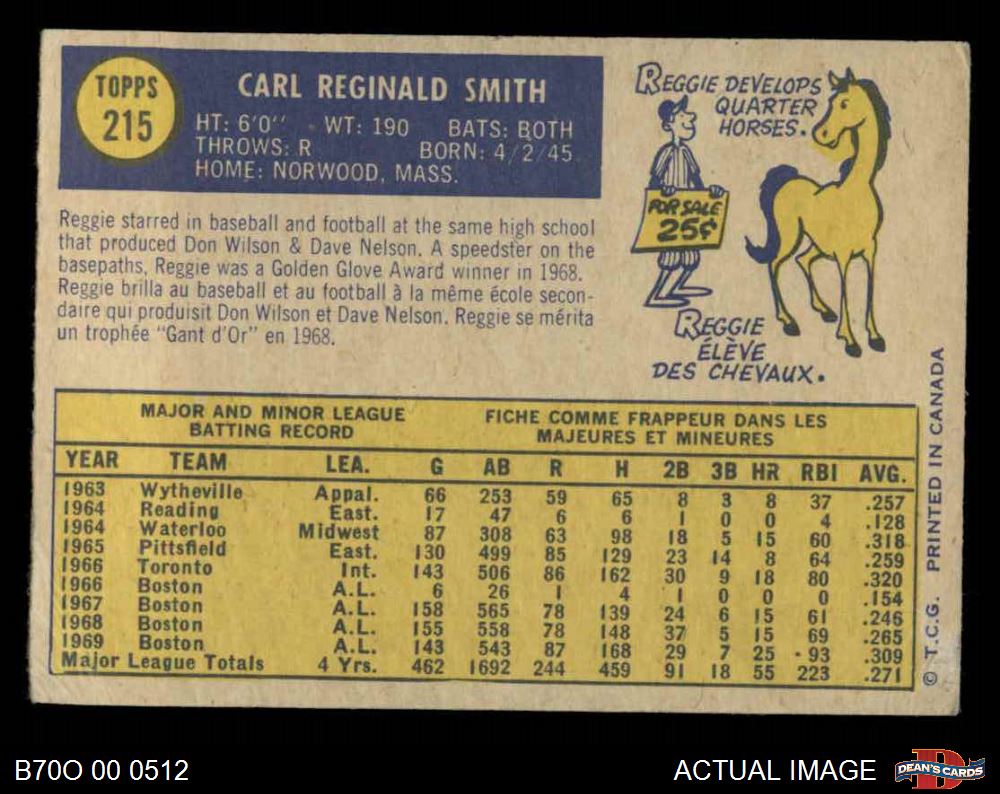 TOPPS
215
CARL REGINALD SMITH
HT: 6'0" WT: 190 BATS: BOTH
THROWS: R BORN: 4/2/45
HOME: NORWOOD, MASS.
REGGIE DEVELOPS
QUARTER
HORSES.
FOR SALE
25¢
REGGIE
ÉLÈVE
DES CHEVAUX.
Reggie starred in baseball and football at the same high school
that produced Don Wilson & Dave Nelson. A speedster on the
basepaths, Reggie was a Golden Glove Award winner in 1968.
Reggie brilla au baseball et au football à la même école secon-
daire qui produisit Don Wilson et Dave Nelson. Reggie se mérita
un trophée "Gant d'Or" en 1968.
MAJOR AND MINOR LEAGUE
BATTING RECORD
FICHE COMME FRAPPEUR DANS LES
MAJEURES ET MINEURES
YEAR TEAM LEA. G AB R H 2B 3B HR RBI AVG.
1963 Wytheville Appal. 66 253 59 65 8 3 8 37 .257
1964 Reading East. 17 47 6 6 1 0 0 4 .128
1964 Waterloo Midwest 87 308 63 98 18 5 15 60 .318
1965 Pittsfield East. 130 499 85 129 23 14 8 64 .259
1966 Toronto Int. 143 506 86 162 30 9 18 80 .320
1966 Boston A.L. 6 26 1 4 1 0 0 0 .154
1967 Boston A.L. 158 565 78 139 24 6 15 61 .246
1968 Boston A.L. 155 558 78 148 37 5 15 69 .265
1969 Boston A.L. 143 543 87 168 29 7 25 93 .309
Major League Totals 4 Yrs. 462 1692 244 459 91 18 55 223 .271
© T.C.G. PRINTED IN CANADA
B70O 00 0512
ACTUAL IMAGE
DEAN'S CARDS